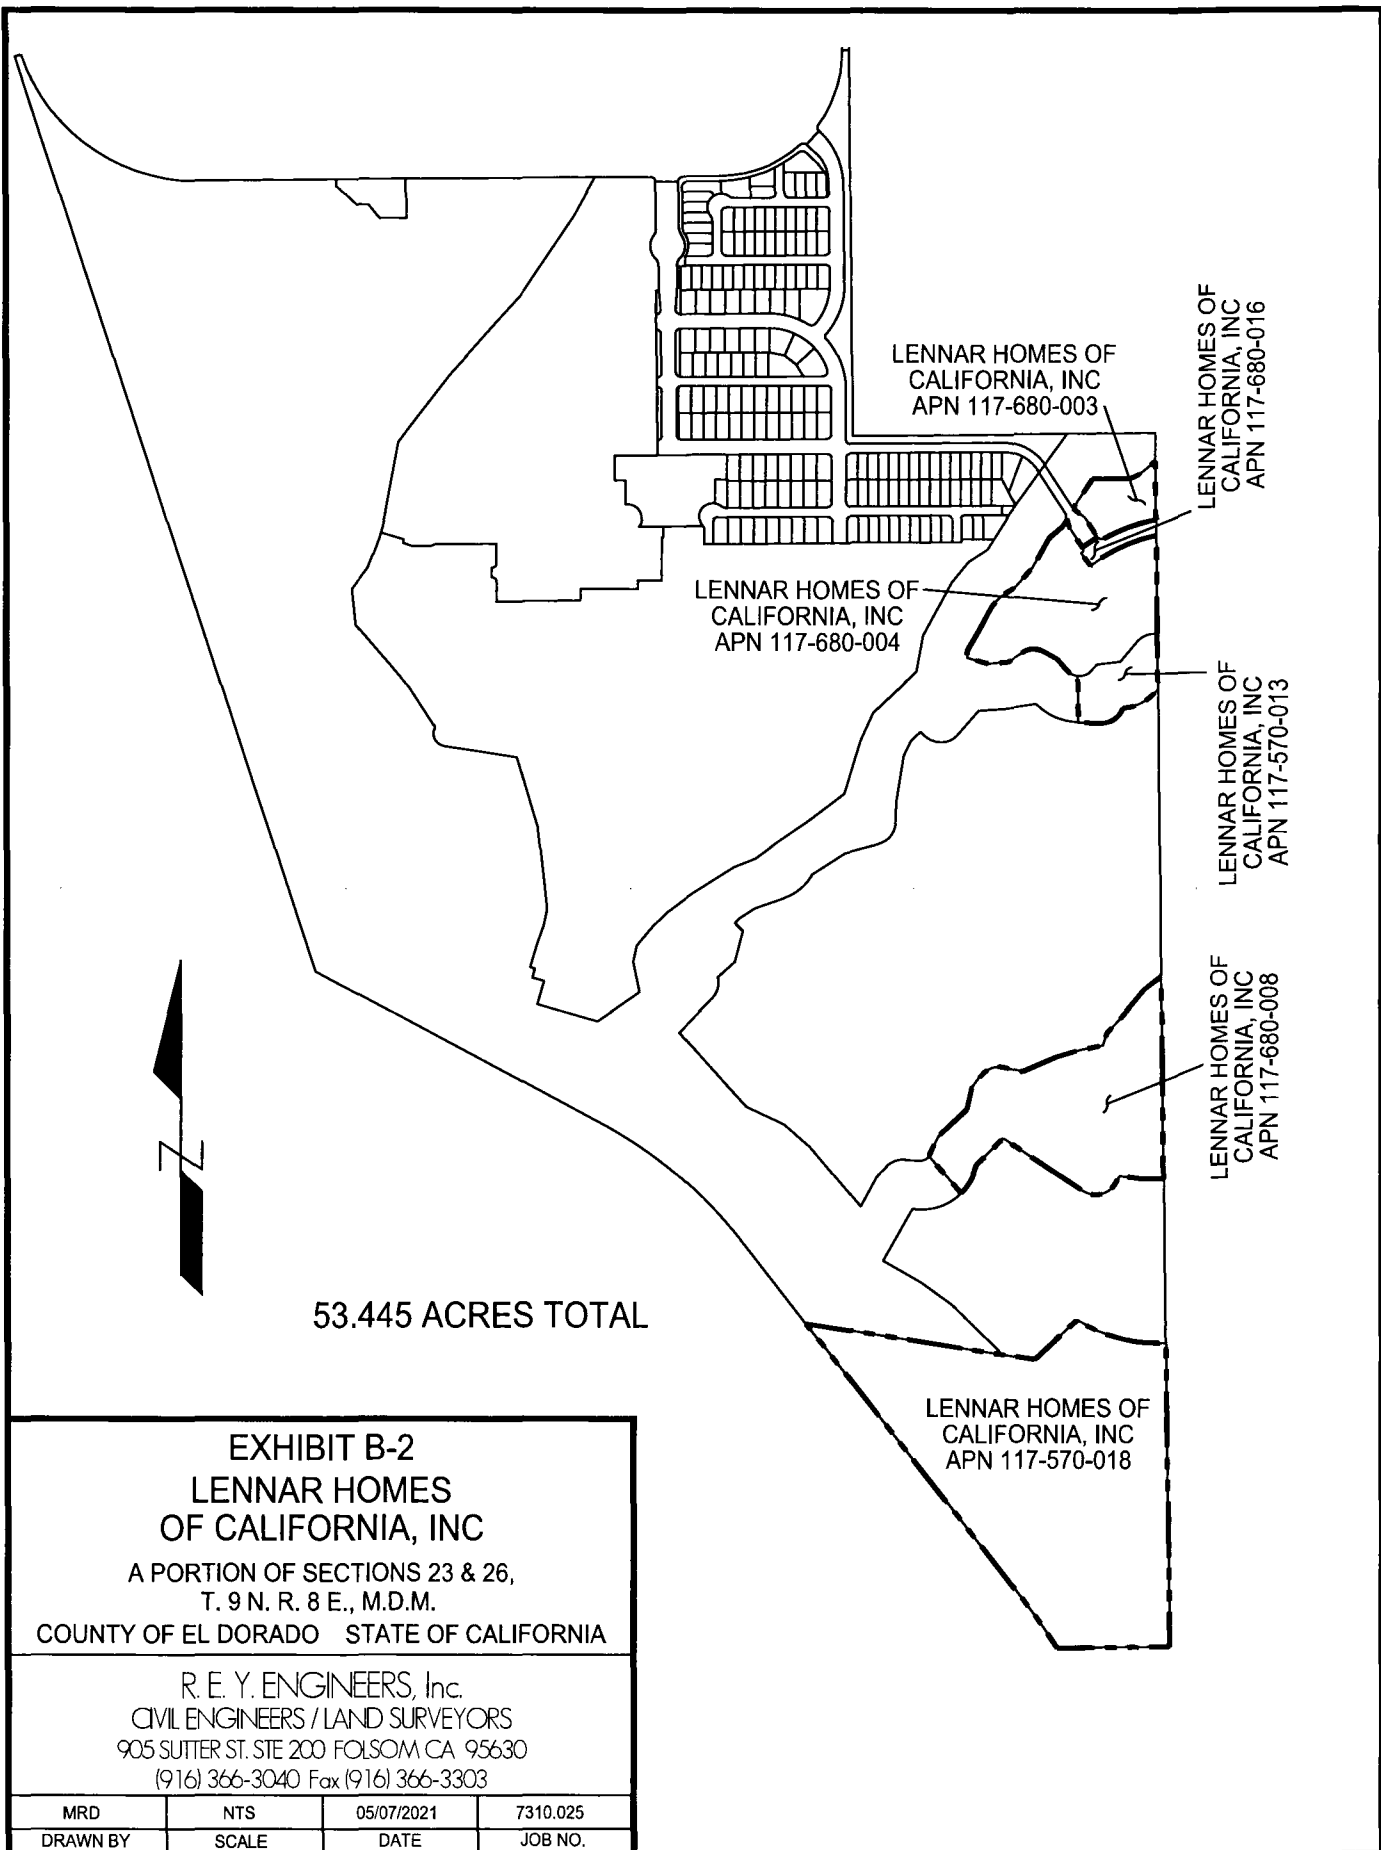 LENNAR HOMES OF
CALIFORNIA, INC
APN 117-680-003
LENNAR HOMES OF
CALIFORNIA, INC
APN 117-680-016
LENNAR HOMES OF
CALIFORNIA, INC
APN 117-680-004
LENNAR HOMES OF
CALIFORNIA, INC
APN 117-570-013
LENNAR HOMES OF
CALIFORNIA, INC
APN 117-680-008
N
53.445 ACRES TOTAL
LENNAR HOMES OF
CALIFORNIA, INC
APN 117-570-018
EXHIBIT B-2
LENNAR HOMES
OF CALIFORNIA, INC
A PORTION OF SECTIONS 23 & 26,
T. 9 N. R. 8 E., M.D.M.
COUNTY OF EL DORADO STATE OF CALIFORNIA
R. E. Y. ENGINEERS, Inc.
CIVIL ENGINEERS / LAND SURVEYORS
905 SUTTER ST. STE 200 FOLSOM CA 95630
(916) 366-3040 Fax (916) 366-3303
MRD NTS 05/07/2021 7310.025
DRAWN BY SCALE DATE JOB NO.